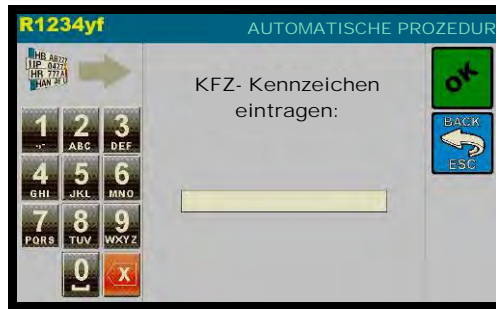 R1234yf
AUTOMATISCHE PROZEDUR
KFZ- Kennzeichen
eintragen:
OK
BACK
ESC
1 2 3
ABC DEF
4 5 6
GHI JKL MNO
7 8 9
PQRS TUV WXYZ
0 X